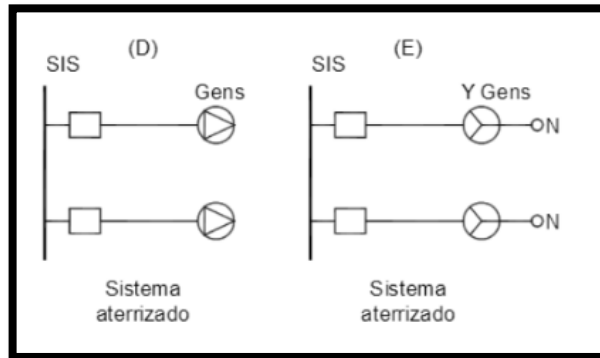 (D)
SIS
Gens
Sistema
aterrizado
(E)
SIS
Y Gens
N
N
Sistema
aterrizado